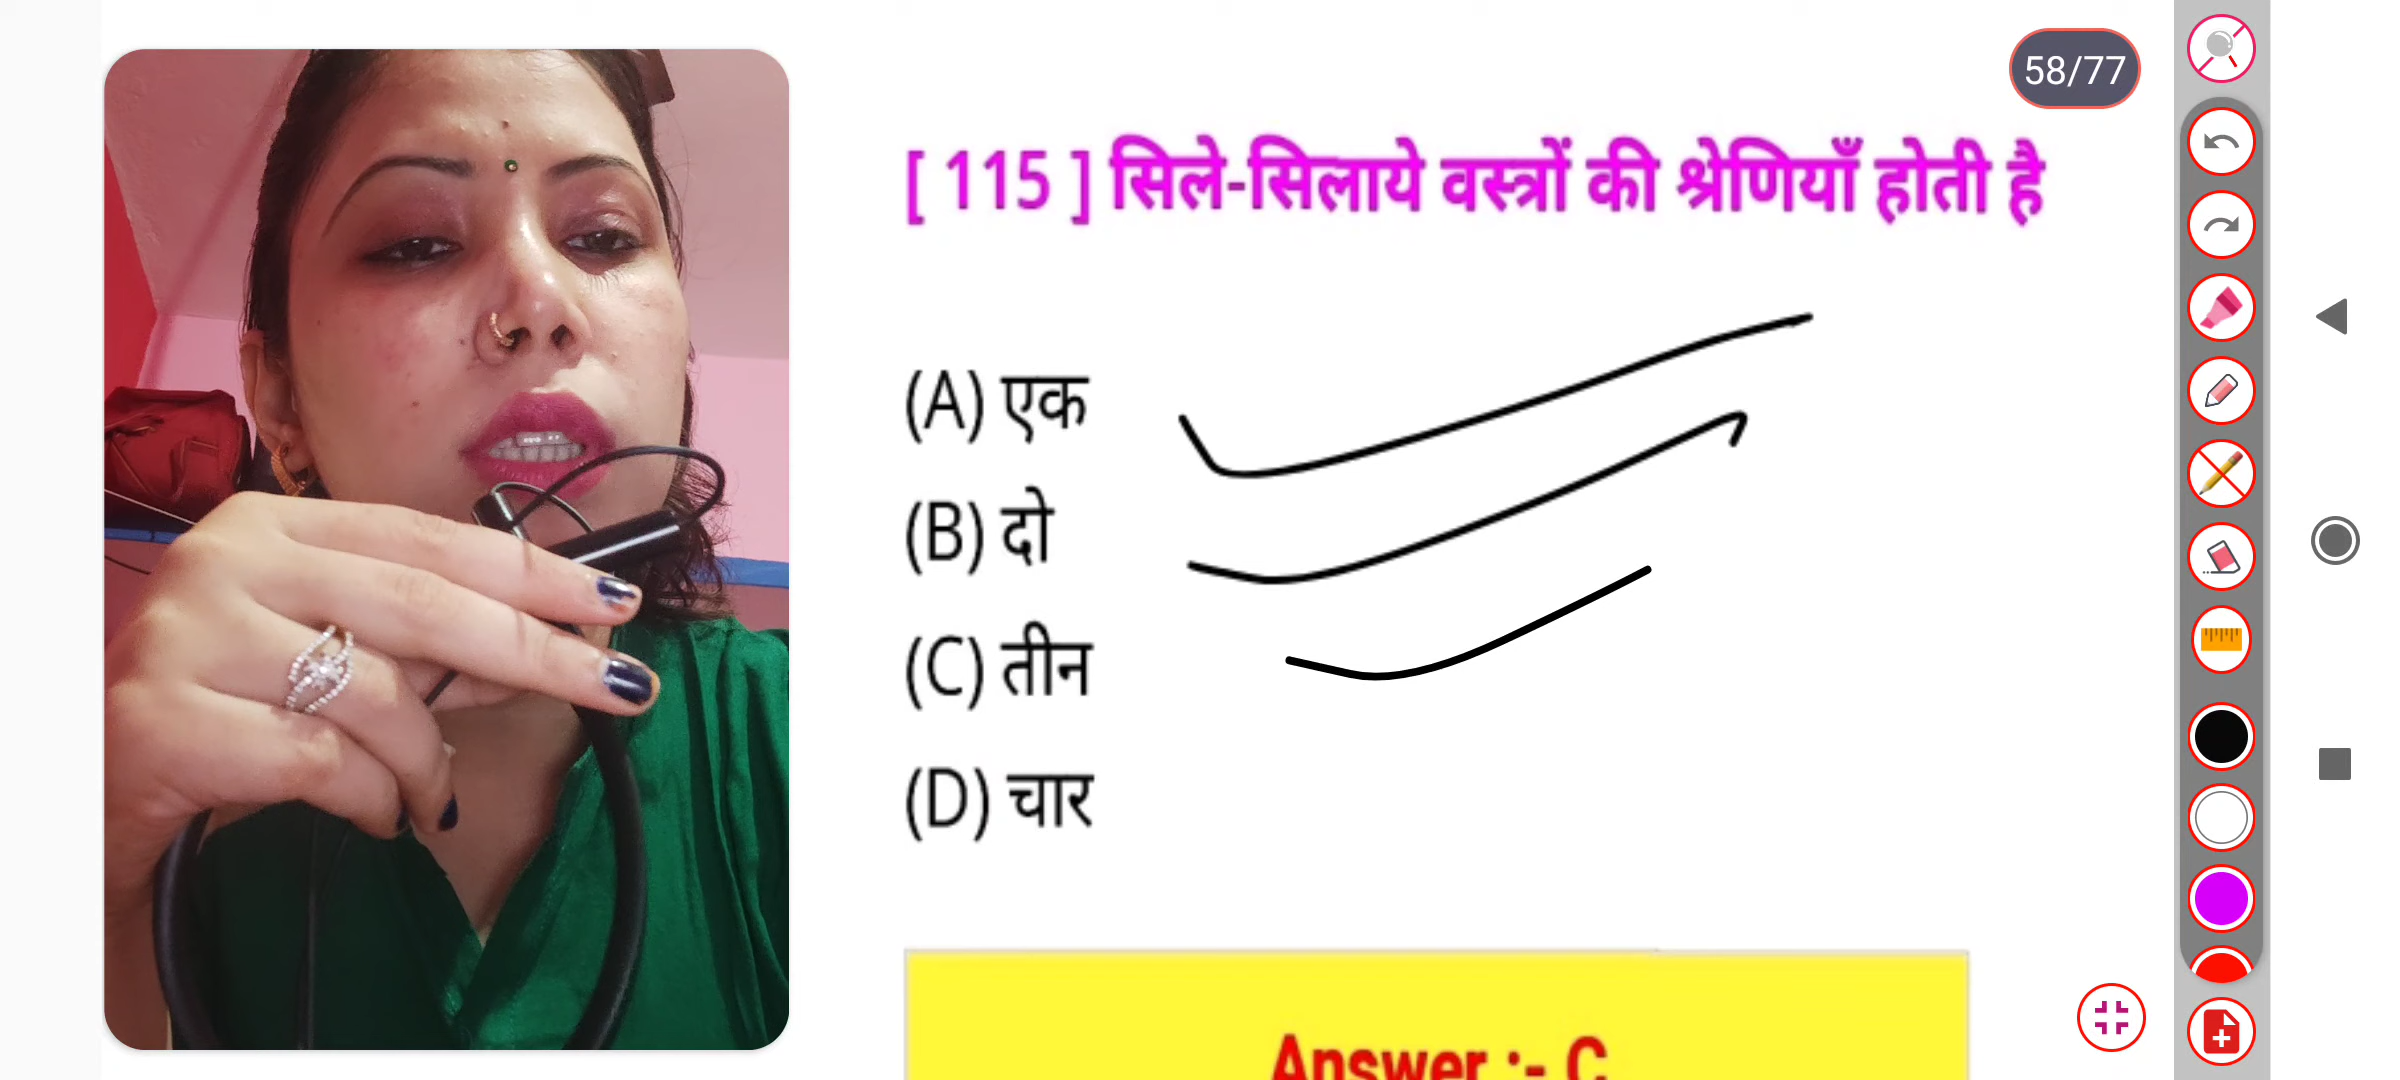 58/77
[ 115 ] सिले-सिलाये वस्त्रों की श्रेणियाँ होती है
(A) एक
(B) दो
(C) तीन
(D) चार
Answer :- C